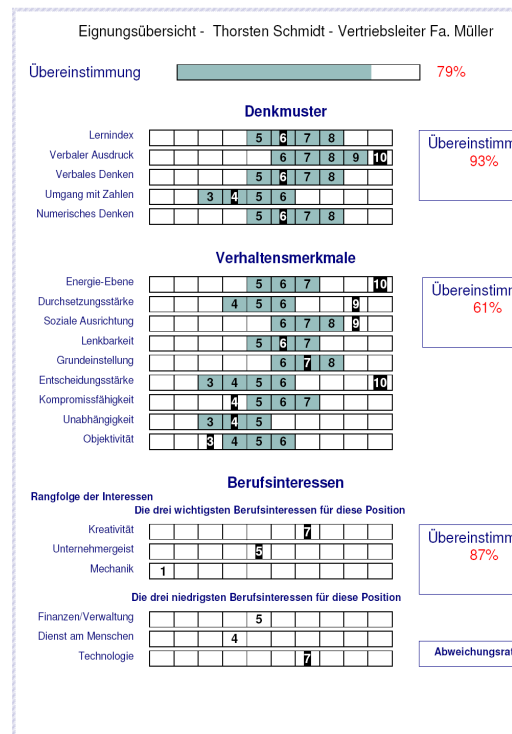 Eignungsübersicht - Thorsten Schmidt - Vertriebsleiter Fa. Müller
Übereinstimmung 79%
Denkmuster
Lernindex 5 6 7 8
Verbaler Ausdruck 6 7 8 9 10
Verbales Denken 5 6 7 8
Umgang mit Zahlen 3 4 5 6
Numerisches Denken 5 6 7 8
Übereinstimm
93%
Verhaltensmerkmale
Energie-Ebene 5 6 7 10
Durchsetzungsstärke 4 5 6 9
Soziale Ausrichtung 6 7 8 9
Lenkbarkeit 5 6 7
Grundeinstellung 6 7 8
Entscheidungsstärke 3 4 5 6 10
Kompromissfähigkeit 4 5 6 7
Unabhängigkeit 3 4 5
Objektivität 3 4 5 6
Übereinstimm
61%
Berufsinteressen
Rangfolge der Interessen
Die drei wichtigsten Berufsinteressen für diese Position
Kreativität 7
Unternehmergeist 5
Mechanik 1
Übereinstimm
87%
Die drei niedrigsten Berufsinteressen für diese Position
Finanzen/Verwaltung 5
Dienst am Menschen 4
Technologie 7
Abweichungsrat